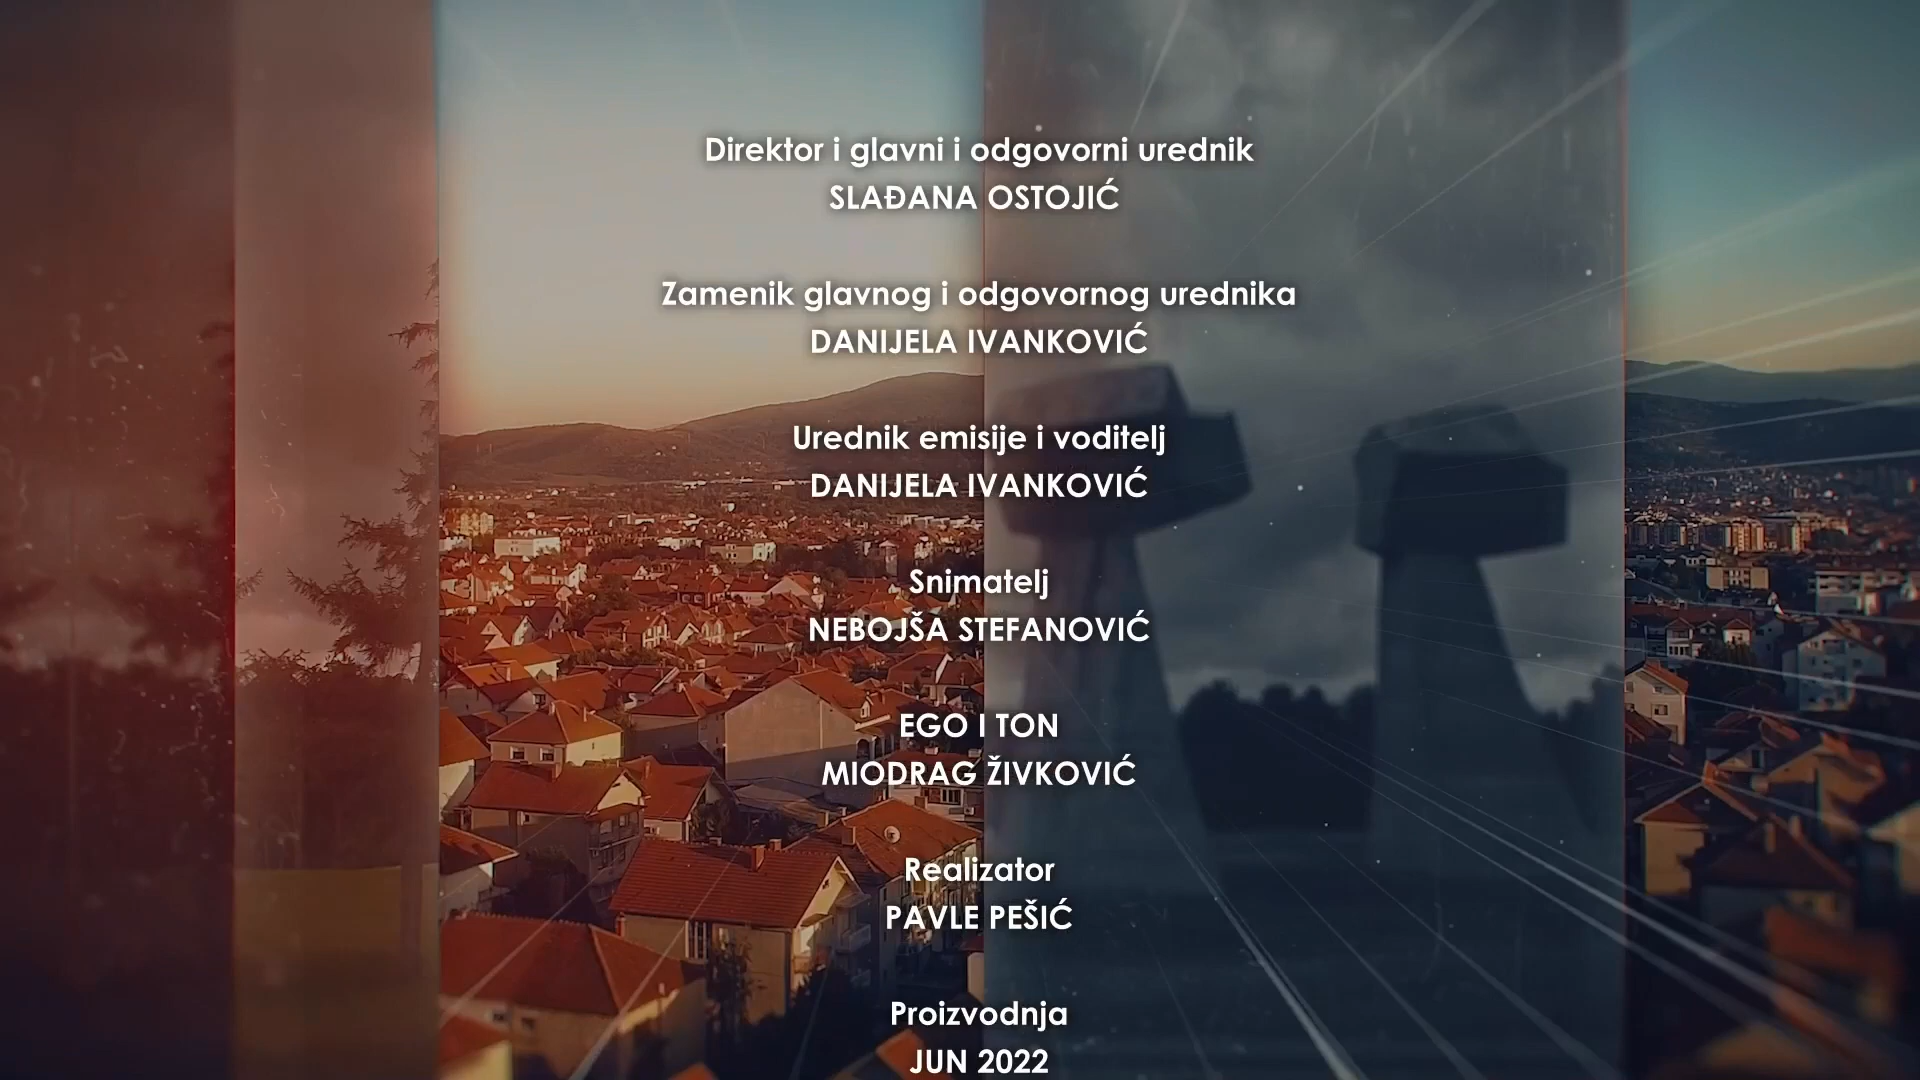 Direktor i glavni i odgovorni urednik
SLAĐANA OSTOJIĆ
Zamenik glavnog i odgovornog urednika
DANIJELA IVANKOVIĆ
Urednik emisije i voditelj
DANIJELA IVANKOVIĆ
Snimatelj
NEBOJŠA STEFANOVIĆ
EGO I TON
MIODRAG ŽIVKOVIĆ
Realizator
PAVLE PEŠIĆ
Proizvodnja
JUN 2022